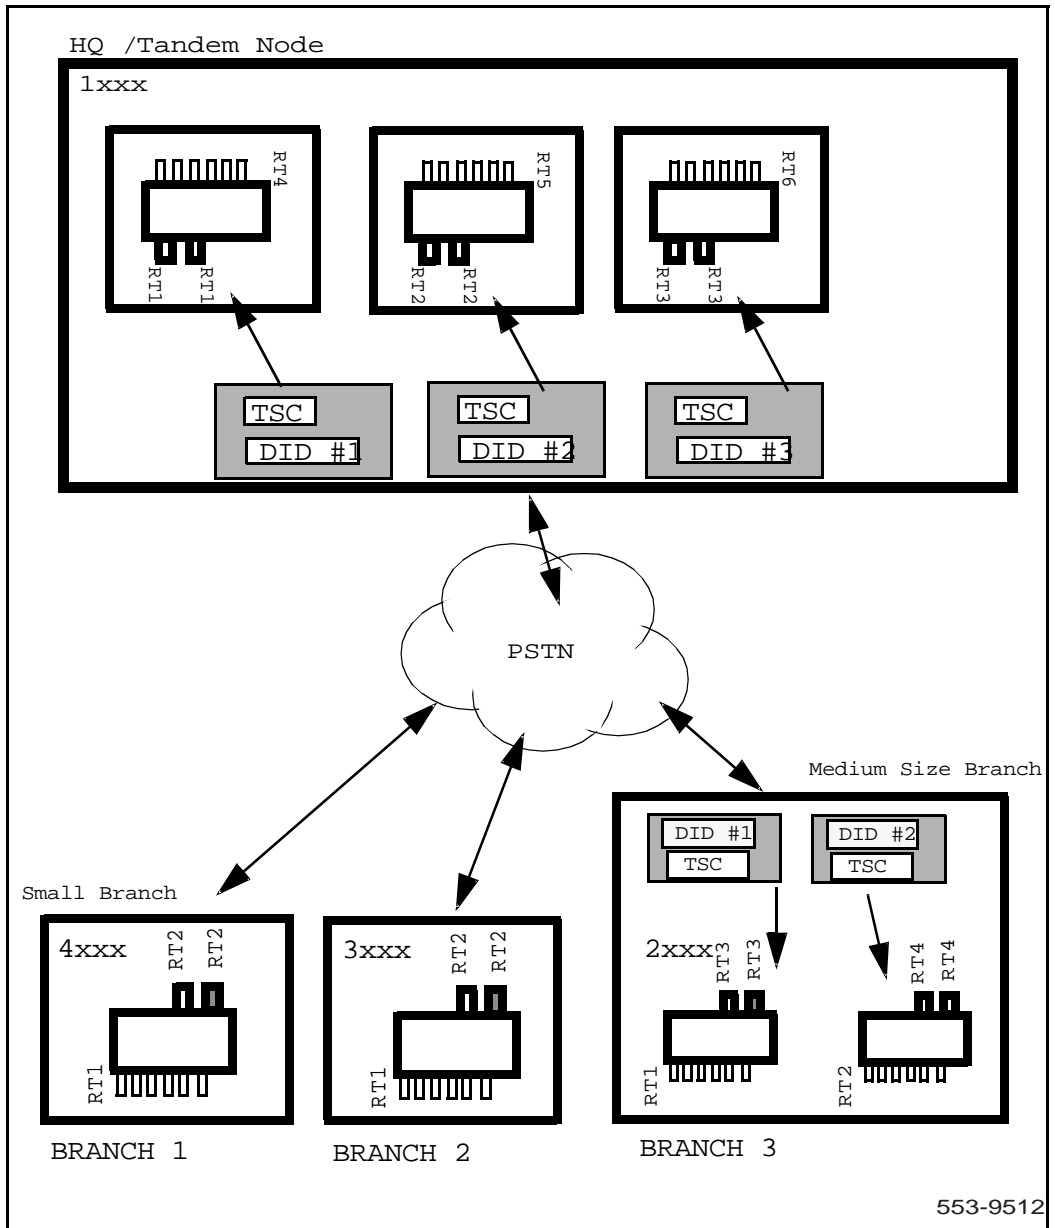 HQ /Tandem Node
1xxx
RT4
RT5
RT6
RT1
RT1
RT2
RT2
RT3
RT3
TSC
DID #1
TSC
DID #2
TSC
DID #3
PSTN
Medium Size Branch
DID #1
TSC
DID #2
TSC
Small Branch
4xxx
RT2
RT2
RT1
3xxx
RT2
RT2
RT1
2xxx
RT3
RT3
RT1
RT4
RT4
RT2
BRANCH 1
BRANCH 2
BRANCH 3
553-9512